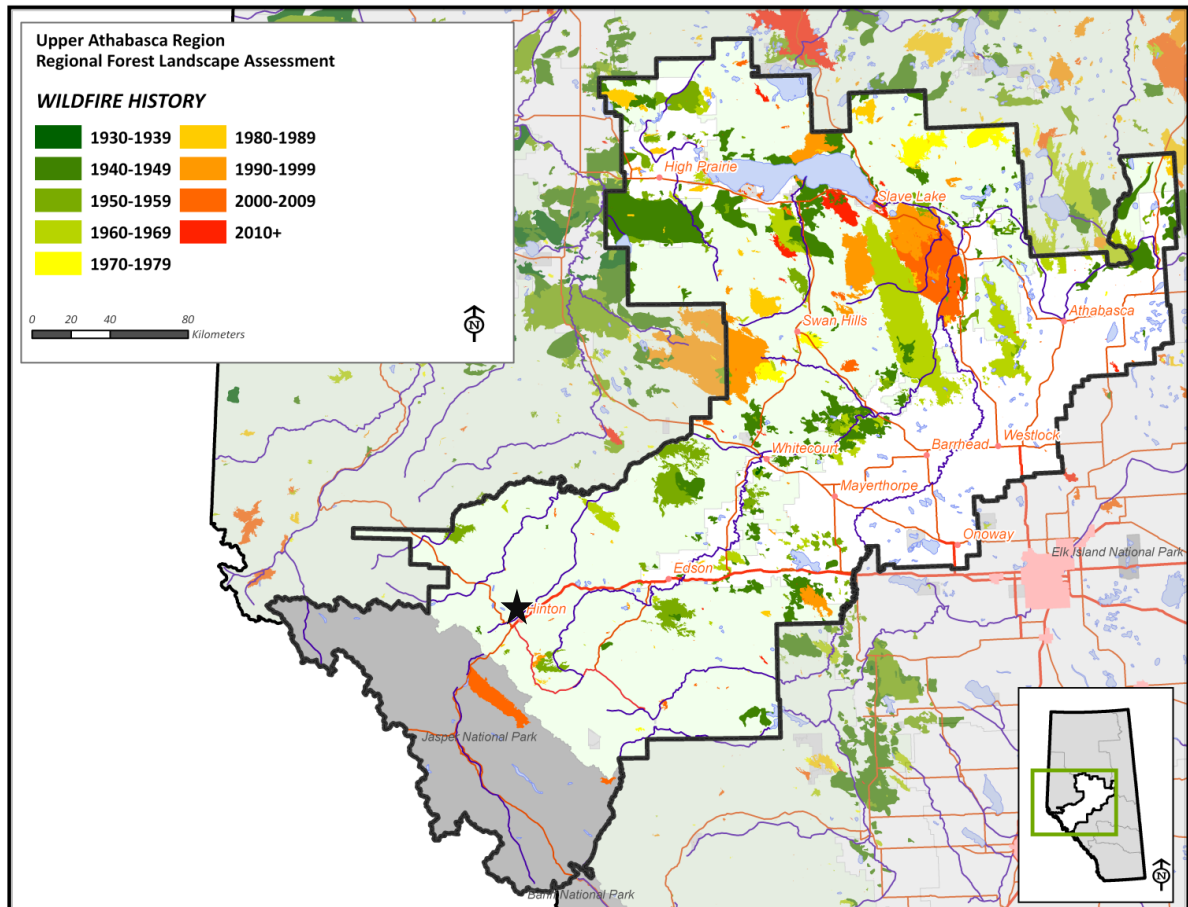 Upper Athabasca Region
Regional Forest Landscape Assessment
WILDFIRE HISTORY
1930-1939
1940-1949
1950-1959
1960-1969
1970-1979
1980-1989
1990-1999
2000-2009
2010+
0 20 40 80
Kilometers
N
High Prairie
Slave Lake
Swan Hills
Athabasca
Whitecourt
Barrhead
Westlock
Mayerthorpe
Onoway
Elk Island National Park
Edson
Hinton
Jasper National Park
Banff National Park
N